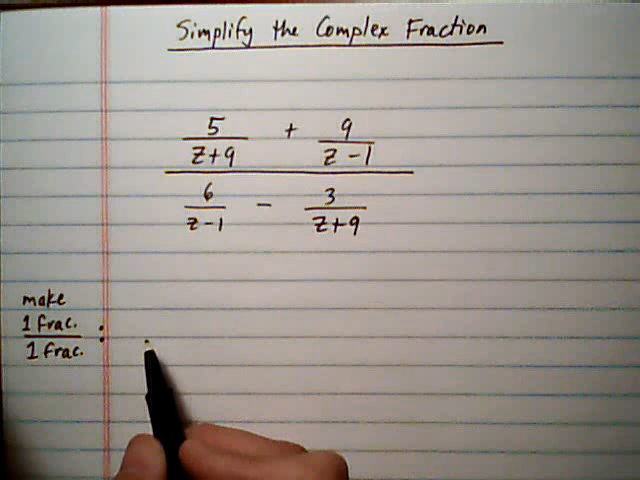 Simplify the Complex Fraction
5 + 9
z+9 z-1
6 - 3
z-1 z+9
make
1 frac. :
1 frac.